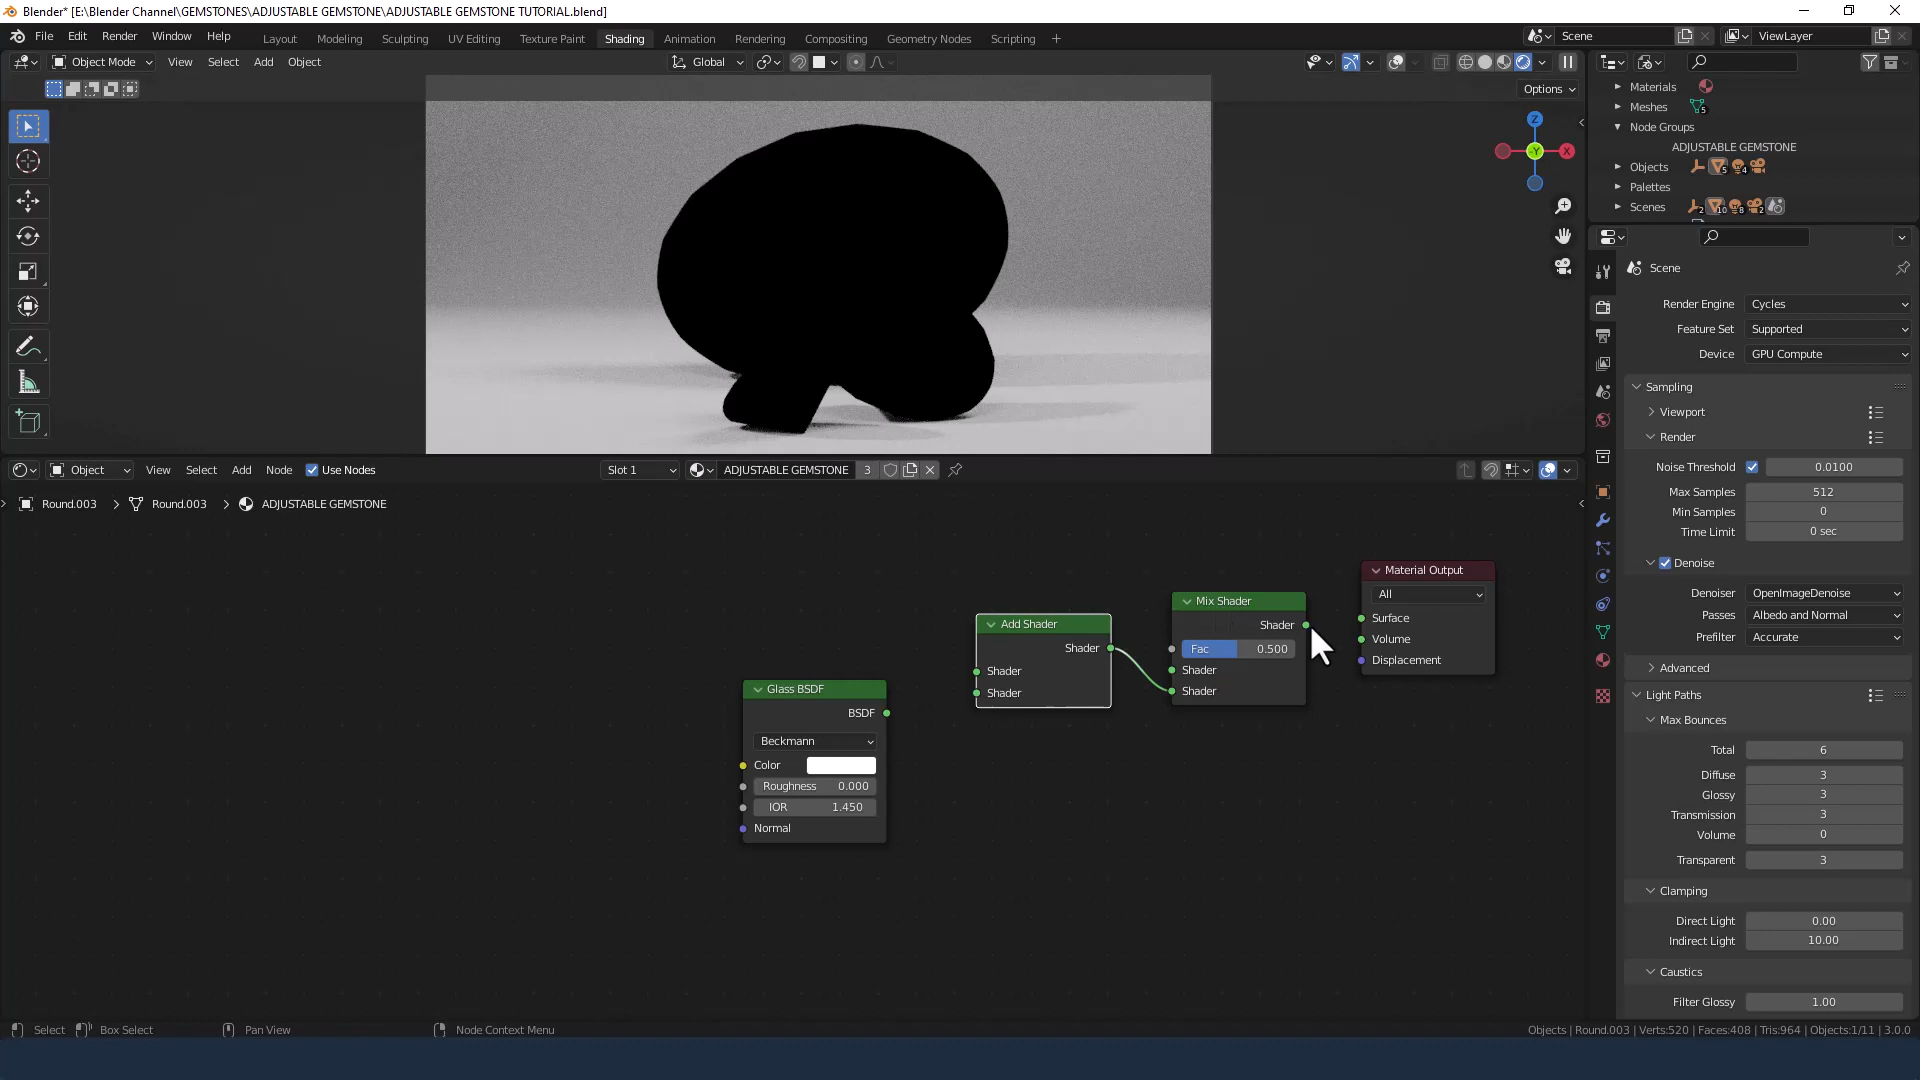 Blender* [E:\Blender Channel\GEMSTONES\ADJUSTABLE GEMSTONE\ADJUSTABLE GEMSTONE TUTORIAL.blend]
File Edit Render Window Help Layout Modeling Sculpting UV Editing Texture Paint Shading Animation Rendering Compositing Geometry Nodes Scripting + Scene ViewLayer
Object Mode View Select Add Object Global
Options
Z
-Y X
Materials
Meshes 5
Node Groups
ADJUSTABLE GEMSTONE
Objects 5 4
Palettes
Scenes 2 10 8 2
Scene
Render Engine Cycles
Feature Set Supported
Device GPU Compute
Sampling
Viewport
Render
Noise Threshold 0.0100
Max Samples 512
Min Samples 0
Time Limit 0 sec
Denoise
Denoiser OpenImageDenoise
Passes Albedo and Normal
Prefilter Accurate
Advanced
Light Paths
Max Bounces
Total 6
Diffuse 3
Glossy 3
Transmission 3
Volume 0
Transparent 3
Clamping
Direct Light 0.00
Indirect Light 10.00
Caustics
Filter Glossy 1.00
Object View Select Add Node Use Nodes Slot 1 ADJUSTABLE GEMSTONE 3
Round.003 > Round.003 > ADJUSTABLE GEMSTONE
Glass BSDF
BSDF
Beckmann
Color
Roughness 0.000
IOR 1.450
Normal
Add Shader
Shader
Shader
Shader
Mix Shader
Shader
Fac 0.500
Shader
Shader
Material Output
All
Surface
Volume
Displacement
Select Box Select Pan View Node Context Menu Objects | Round.003 | Verts:520 | Faces:408 | Tris:964 | Objects:1/11 | 3.0.0